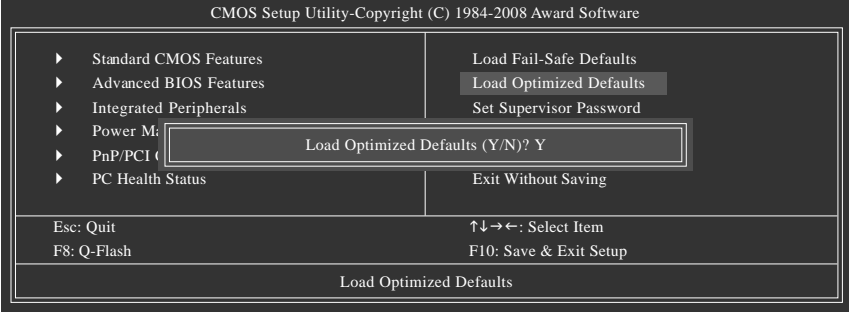 CMOS Setup Utility-Copyright (C) 1984-2008 Award Software
Standard CMOS Features
Advanced BIOS Features
Integrated Peripherals
Power
PnP/PCI
PC Health Status
Load Fail-Safe Defaults
Load Optimized Defaults
Set Supervisor Password
Exit Without Saving
Load Optimized Defaults (Y/N)? Y
Esc: Quit
↑↓→←: Select Item
F8: Q-Flash
F10: Save & Exit Setup
Load Optimized Defaults